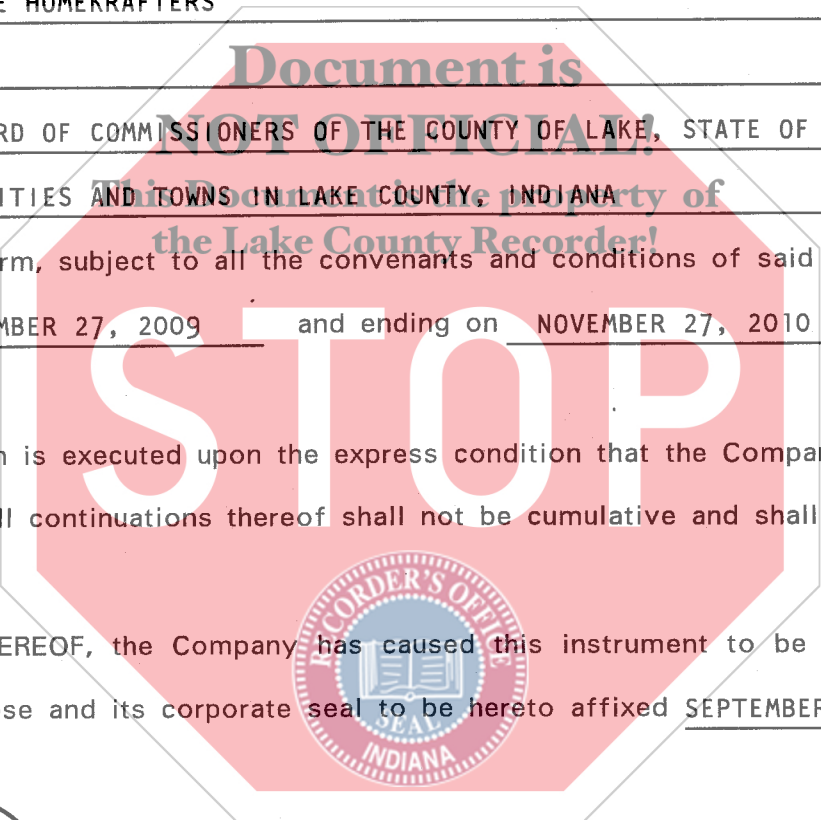 E HOMEKRAFTERS
Document is
RD OF COMMISSIONERS OF THE COUNTY OF LAKE, STATE OF
NOT OFFICIAL!
ITIES AND TOWNS IN LAKE COUNTY, INDIANA
This Document is the property of
the Lake County Recorder!
rm, subject to all the convenants and conditions of said
MBER 27, 2009 and ending on NOVEMBER 27, 2010
STOP
n is executed upon the express condition that the Compa
ll continuations thereof shall not be cumulative and shall
RECORDER'S OFFICE
EREOF, the Company has caused this instrument to be
se and its corporate seal to be hereto affixed SEPTEMBER
SEAL
INDIANA